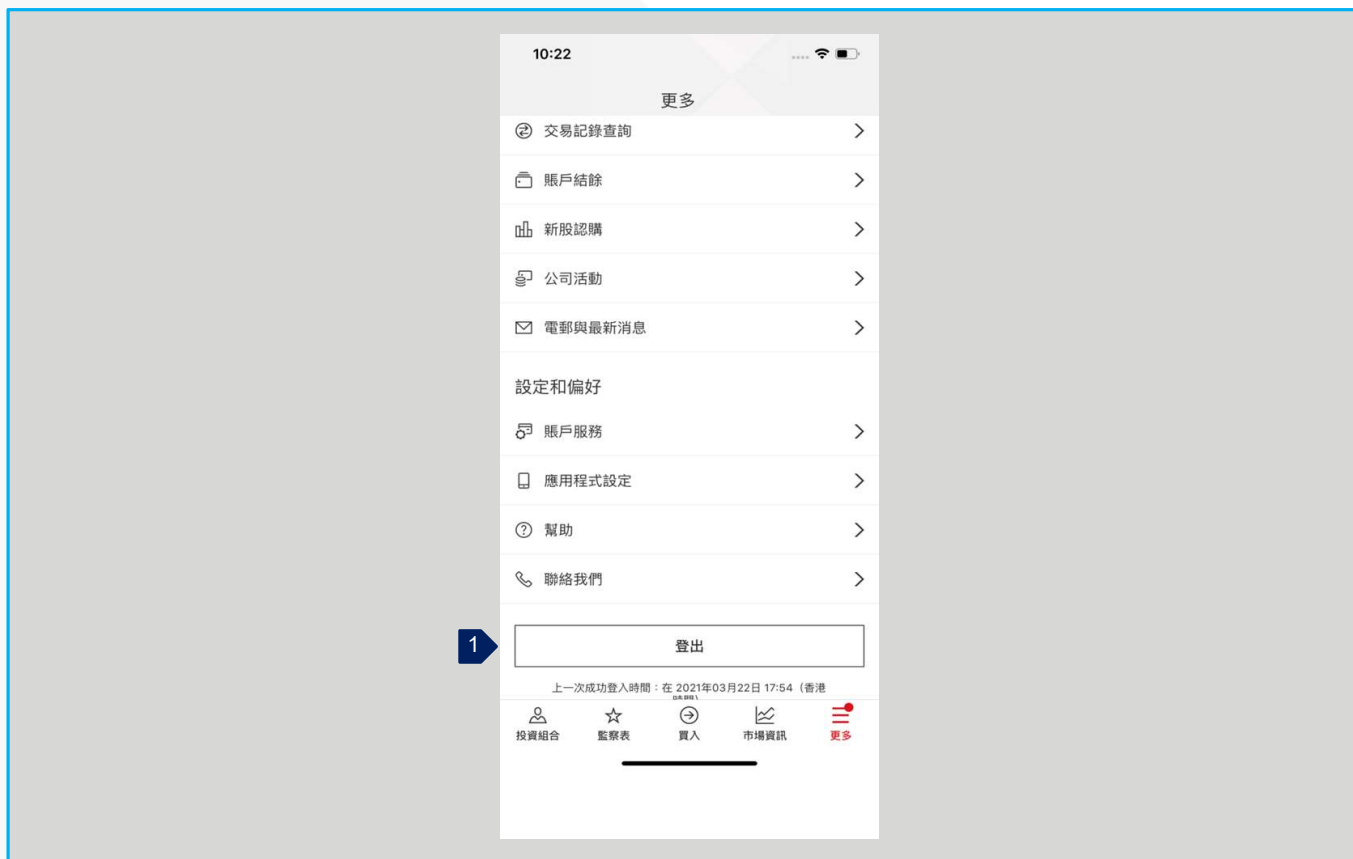 10:22
更多
交易記錄查詢
賬戶結餘
新股認購
公司活動
電郵與最新消息
設定和偏好
賬戶服務
應用程式設定
幫助
聯絡我們
1
登出
上一次成功登入時間：在 2021年03月22日 17:54（香港
投資組合 監察表 買入 市場資訊 更多